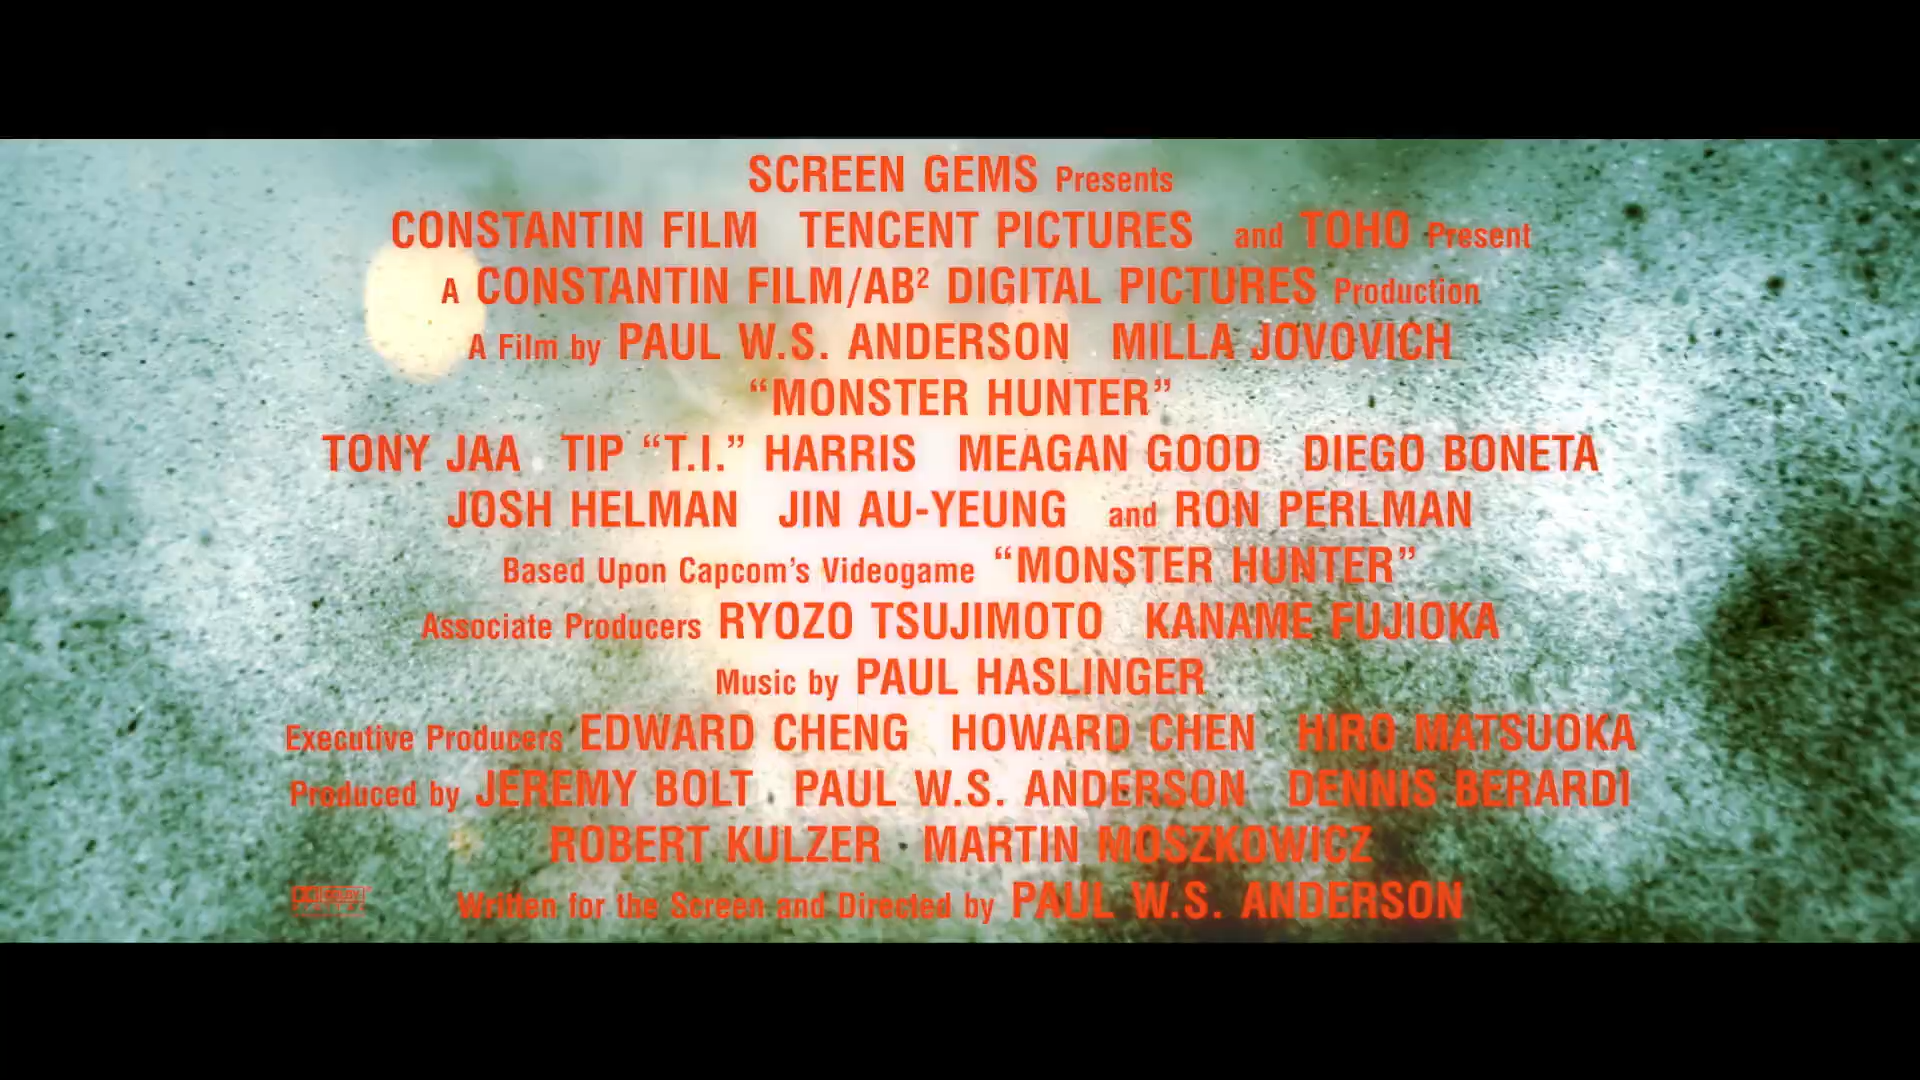 SCREEN GEMS Presents
CONSTANTIN FILM TENCENT PICTURES and TOHO Present
A CONSTANTIN FILM/AB² DIGITAL PICTURES Production
A Film by PAUL W.S. ANDERSON MILLA JOVOVICH
“MONSTER HUNTER”
TONY JAA TIP “T.I.” HARRIS MEAGAN GOOD DIEGO BONETA
JOSH HELMAN JIN AU-YEUNG and RON PERLMAN
Based Upon Capcom’s Videogame “MONSTER HUNTER”
Associate Producers RYOZO TSUJIMOTO KANAME FUJIOKA
Music by PAUL HASLINGER
Executive Producers EDWARD CHENG HOWARD CHEN HIRO MATSUOKA
Produced by JEREMY BOLT PAUL W.S. ANDERSON DENNIS BERARDI
ROBERT KULZER MARTIN MOSZKOWICZ
Written for the Screen and Directed by PAUL W.S. ANDERSON